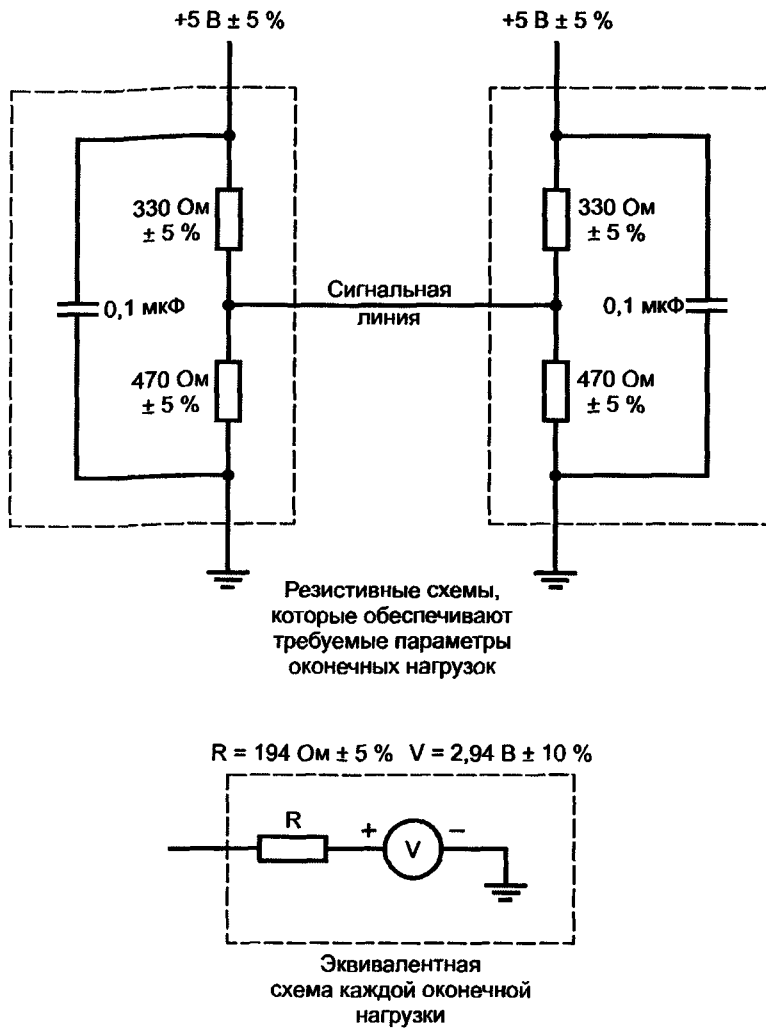 +5 В ± 5 %
+5 В ± 5 %
330 Ом
± 5 %
330 Ом
± 5 %
0,1 мкФ
Сигнальная
линия
0,1 мкФ
470 Ом
± 5 %
470 Ом
± 5 %
Резистивные схемы,
которые обеспечивают
требуемые параметры
оконечных нагрузок
R = 194 Ом ± 5 % V = 2,94 В ± 10 %
R
+
V
−
Эквивалентная
схема каждой оконечной
нагрузки